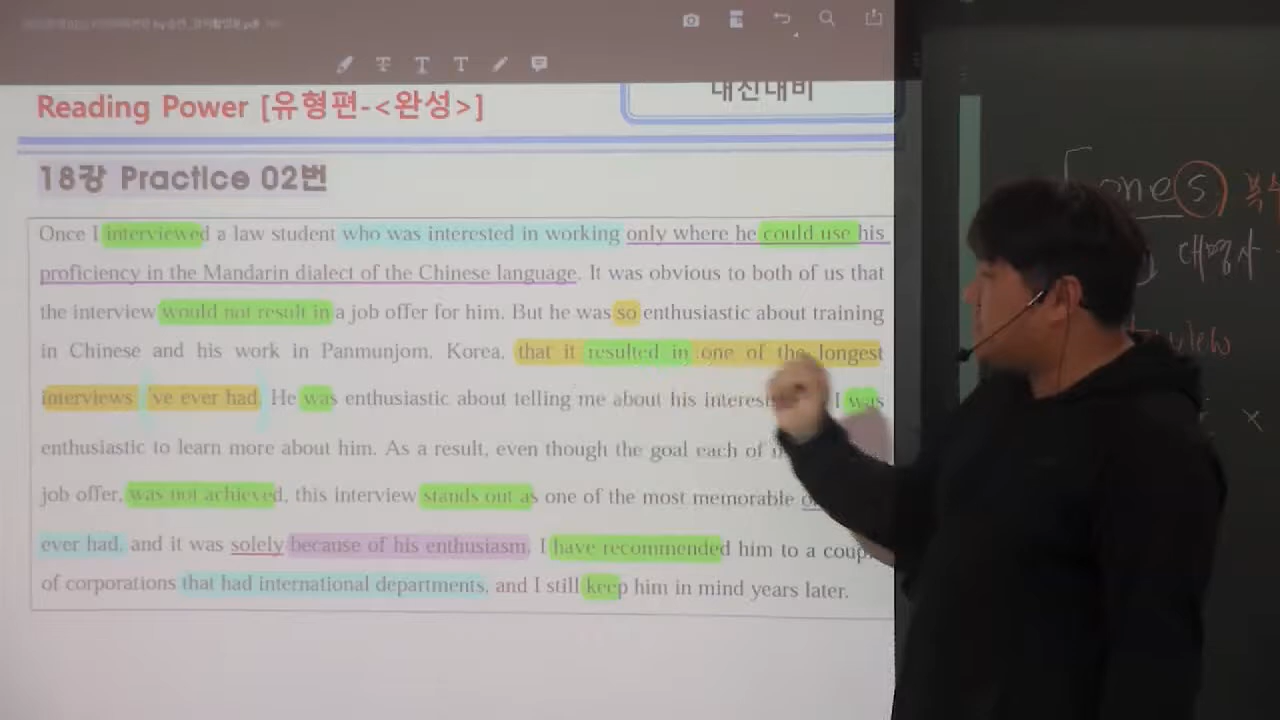 내신대비
Reading Power [유형편-<완성>]
18강 Practice 02번
Once I interviewed a law student who was interested in working only where he could use his
proficiency in the Mandarin dialect of the Chinese language. It was obvious to both of us that
the interview would not result in a job offer for him. But he was so enthusiastic about training
in Chinese and his work in Panmunjom, Korea, that it resulted in one of the longest
interviews 've ever had. He was enthusiastic about telling me about his I was
enthusiastic to learn more about him. As a result, even though the goal each of
job offer, was not achieved, this interview stands out as one of the most memorable
ever had, and it was solely because of his enthusiasm. I have recommended him to a
of corporations that had international departments, and I still keep him in mind years later.
ones
대명사